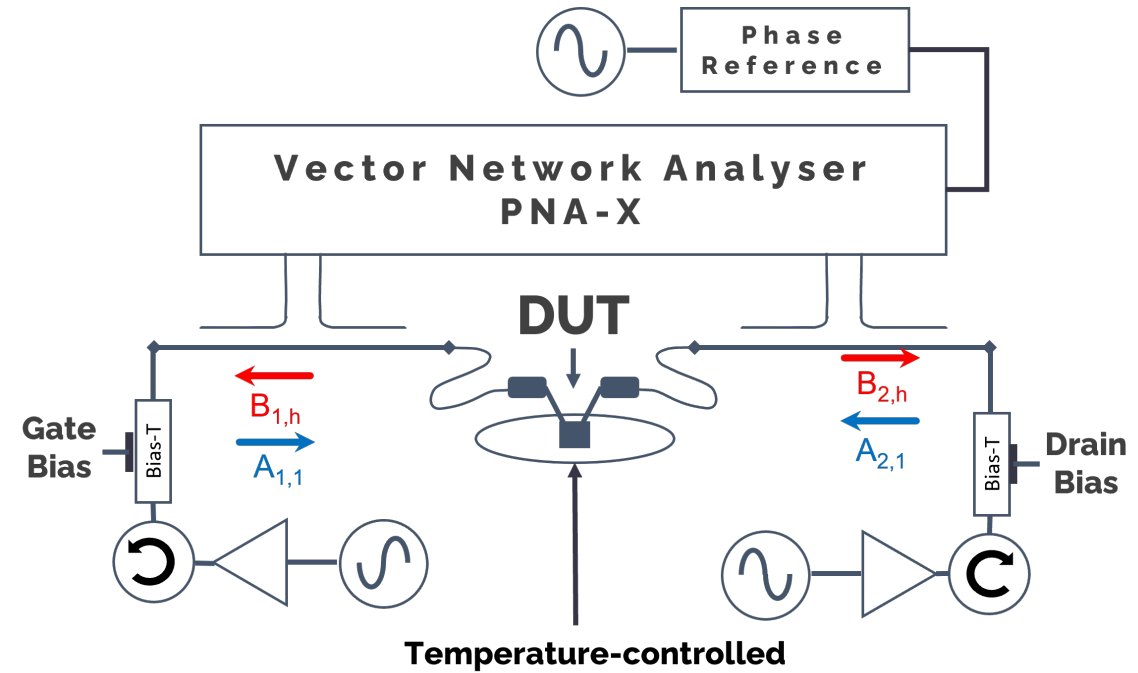 Phase
Reference
Vector Network Analyser
PNA-X
DUT
B1,h
A1,1
B2,h
A2,1
Gate
Bias
Bias-T
Bias-T
Drain
Bias
Temperature-controlled